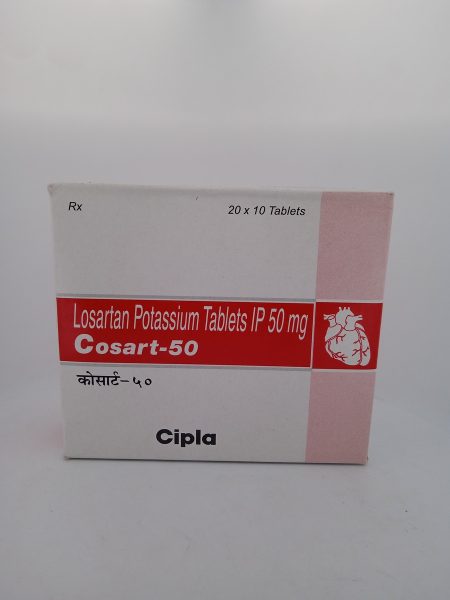 Rx
20 x 10 Tablets
Losartan Potassium Tablets IP 50 mg
Cosart-50
कोसार्ट-५०
Cipla